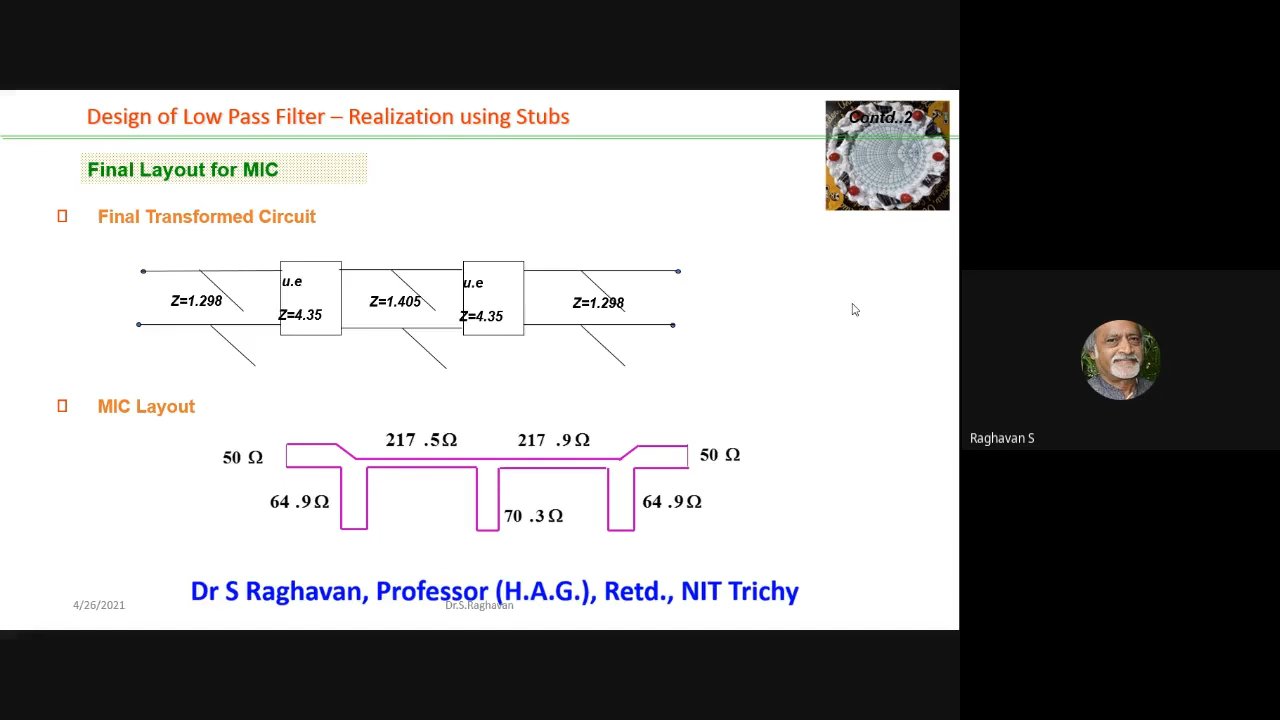 Design of Low Pass Filter – Realization using Stubs
Contd..2
Final Layout for MIC
Final Transformed Circuit
u.e
u.e
Z=1.298
Z=1.405
Z=1.298
Z=4.35
Z=4.35
MIC Layout
217 .5Ω
217 .9Ω
50 Ω
50 Ω
64 .9Ω
64 .9Ω
70 .3Ω
Dr S Raghavan, Professor (H.A.G.), Retd., NIT Trichy
4/26/2021
Dr.S.Raghavan
Raghavan S